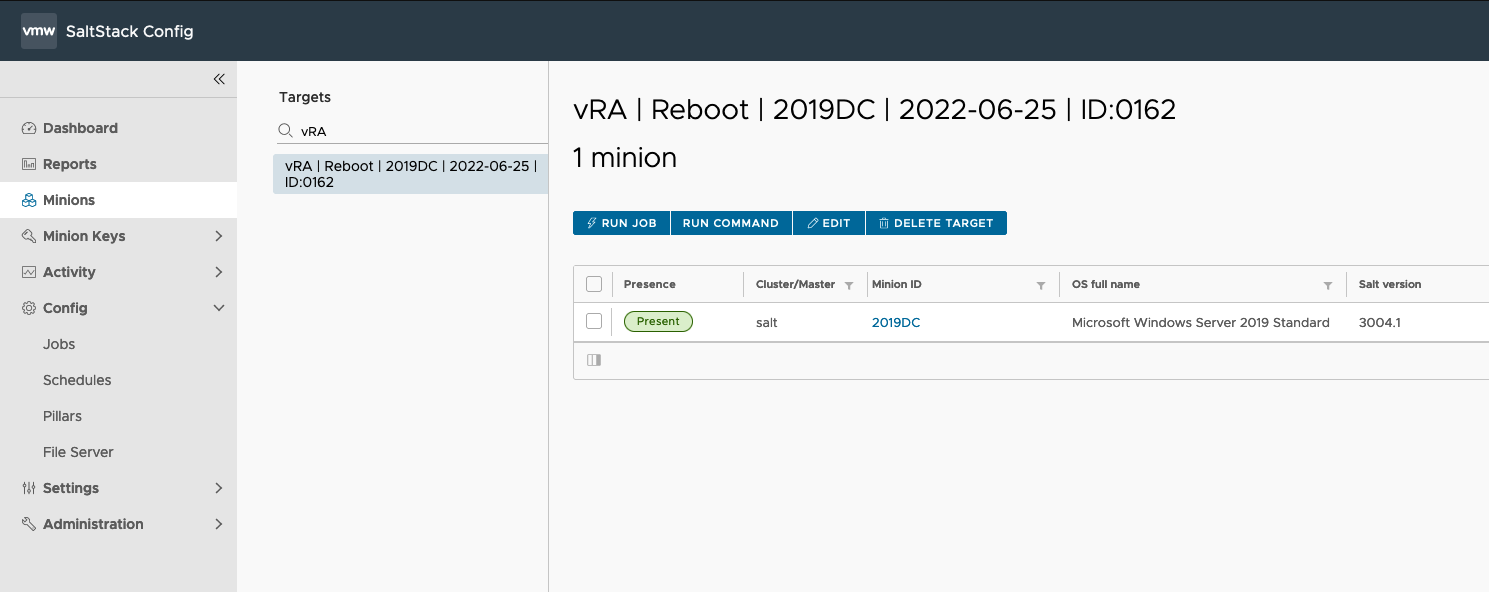 vmw SaltStack Config
Dashboard
Reports
Minions
Minion Keys
Activity
Config
Jobs
Schedules
Pillars
File Server
Settings
Administration
Targets
vRA
vRA | Reboot | 2019DC | 2022-06-25 |
ID:0162
vRA | Reboot | 2019DC | 2022-06-25 | ID:0162
1 minion
RUN JOB RUN COMMAND EDIT DELETE TARGET
Presence Cluster/Master Minion ID OS full name Salt version
Present salt 2019DC Microsoft Windows Server 2019 Standard 3004.1